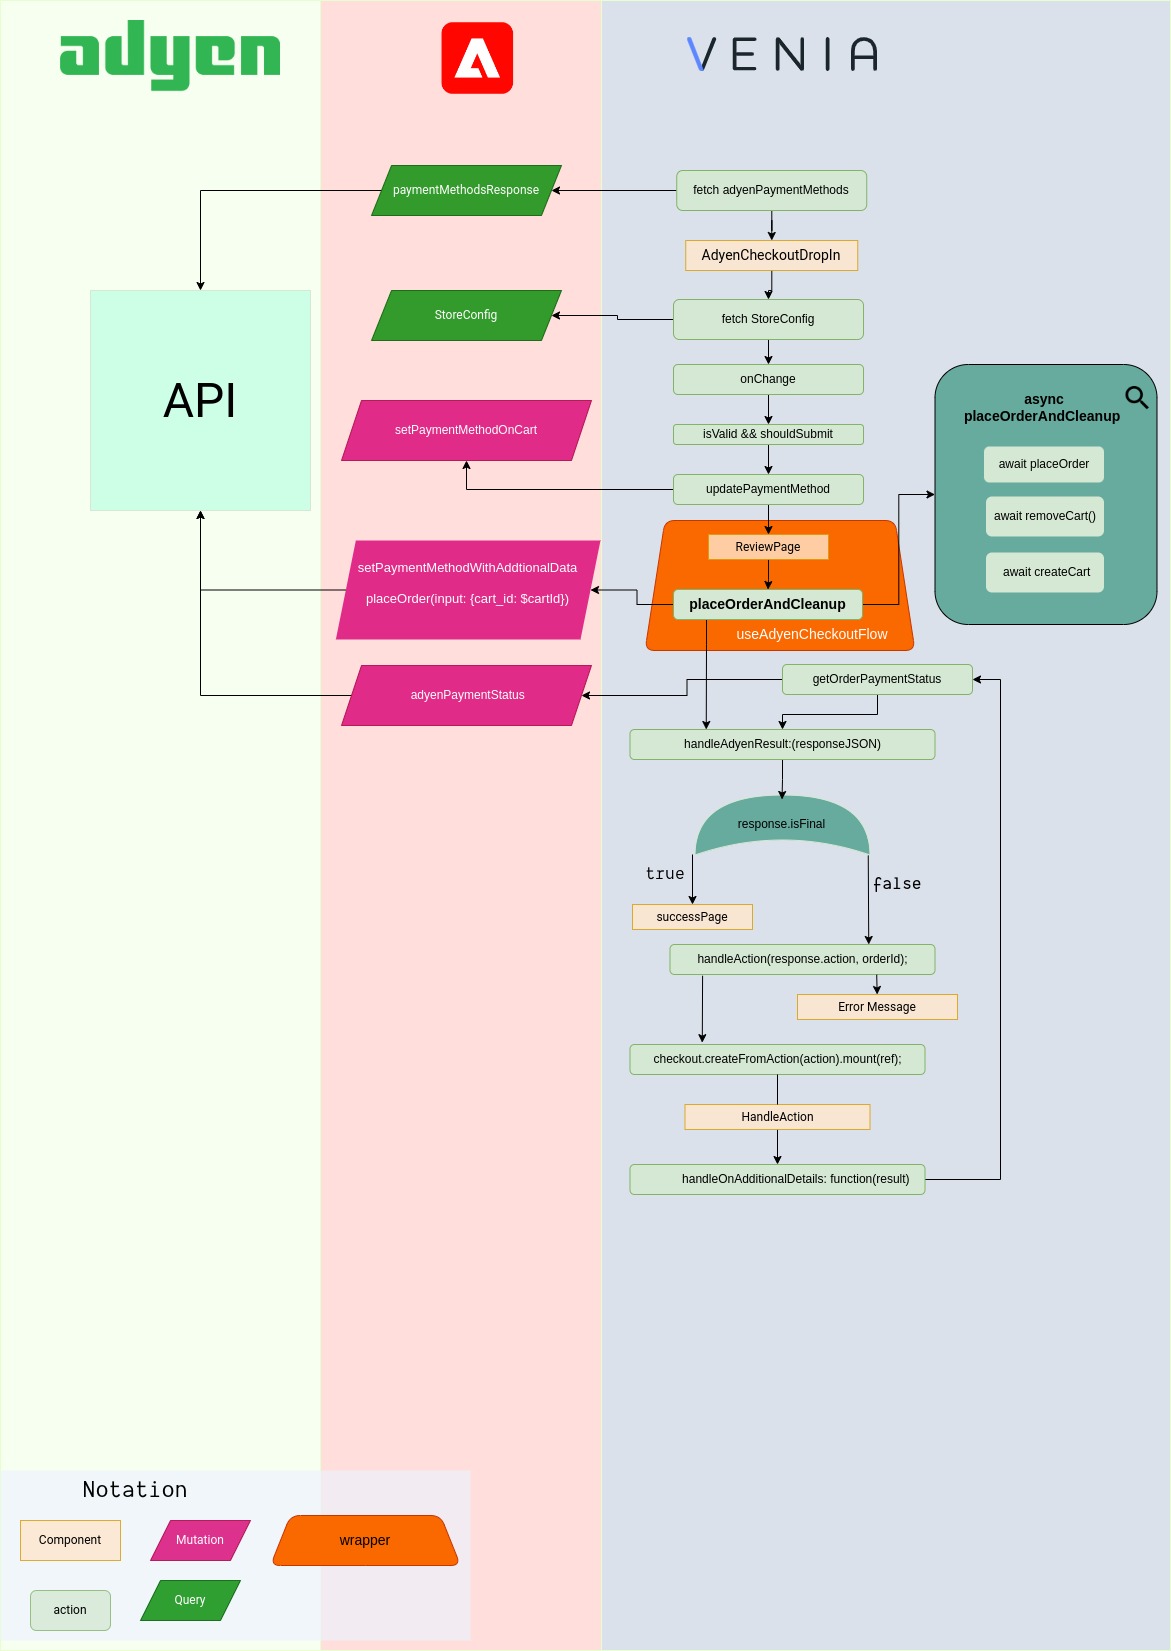 adyen
VENIA
paymentMethodsResponse
fetch adyenPaymentMethods
AdyenCheckoutDropIn
StoreConfig
fetch StoreConfig
API
onChange
async
placeOrderAndCleanup
setPaymentMethodOnCart
isValid && shouldSubmit
await placeOrder
updatePaymentMethod
await removeCart()
ReviewPage
setPaymentMethodWithAddtionalData
await createCart
placeOrder(input: {cart_id: $cartId})
placeOrderAndCleanup
useAdyenCheckoutFlow
getOrderPaymentStatus
adyenPaymentStatus
handleAdyenResult:(responseJSON)
response.isFinal
true
false
successPage
handleAction(response.action, orderId);
Error Message
checkout.createFromAction(action).mount(ref);
HandleAction
handleOnAdditionalDetails: function(result)
Notation
Component
Mutation
wrapper
action
Query